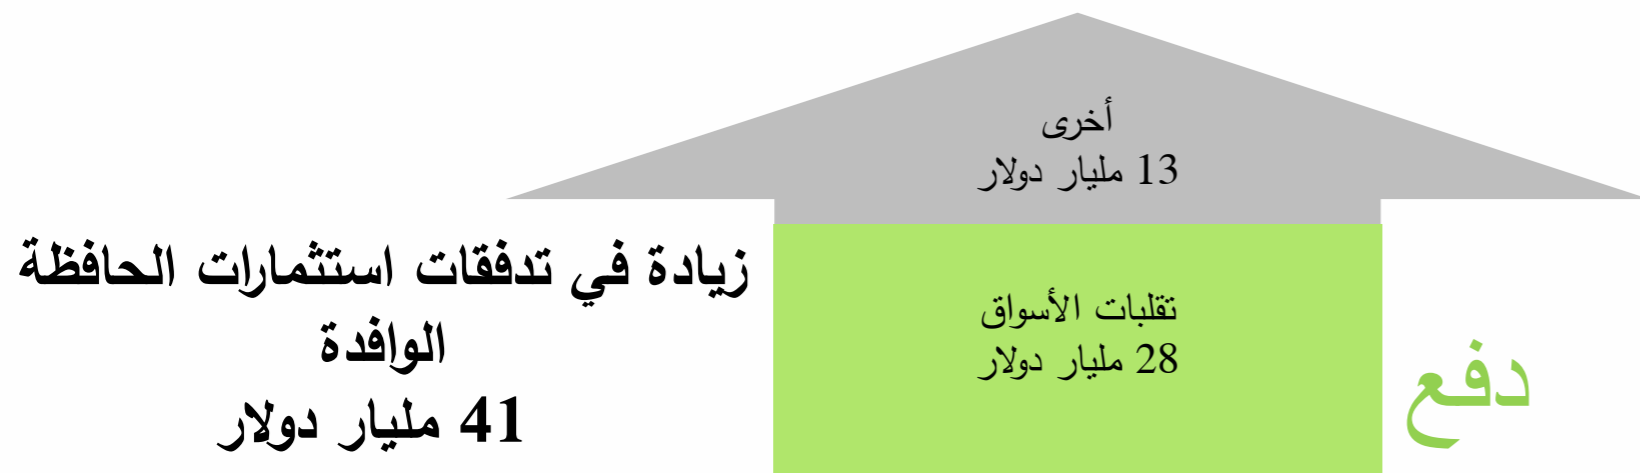 أخرى
13 مليار دولار
زيادة في تدفقات استثمارات الحافظة
الوافدة
41 مليار دولار
تقلبات الأسواق
28 مليار دولار
دفع